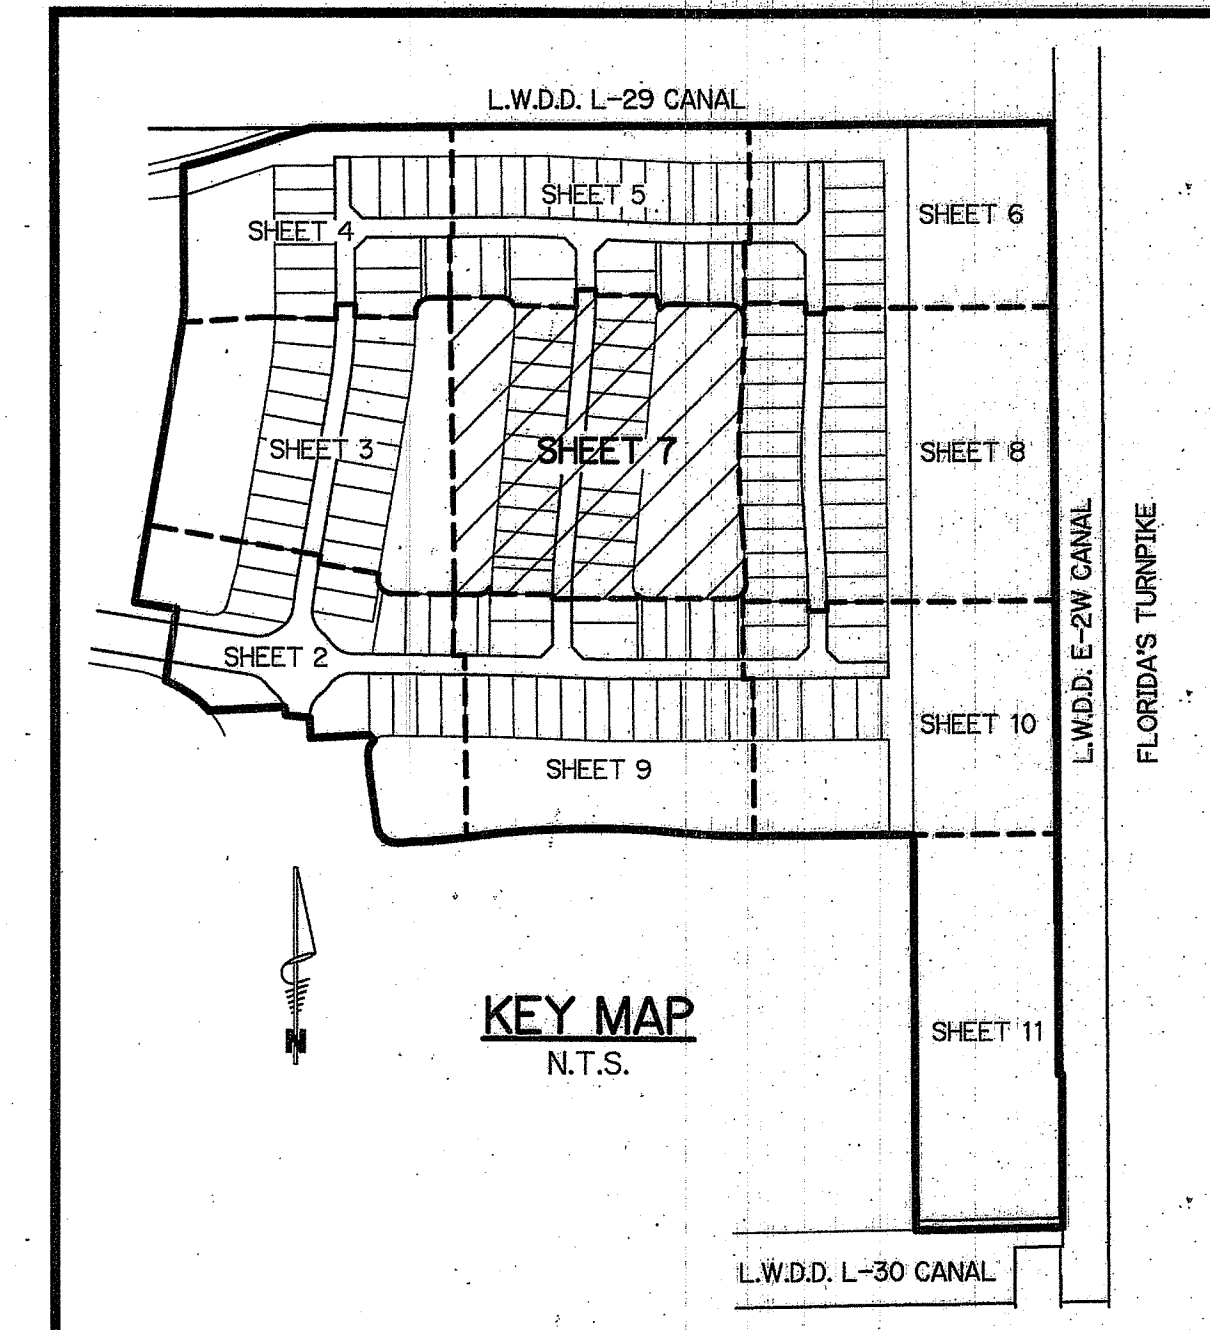 L.W.D.D. L-29 CANAL
SHEET 5
SHEET 6
SHEET 4
SHEET 3
SHEET 7
SHEET 8
L.W.D.D. E-2W CANAL
FLORIDA'S TURNPIKE
SHEET 2
SHEET 10
SHEET 9
N
KEY MAP
N.T.S.
SHEET 11
L.W.D.D. L-30 CANAL